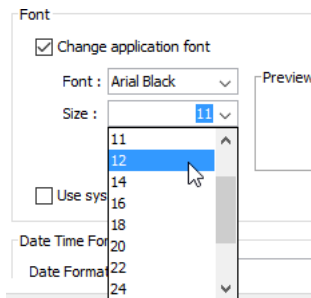 Font
Change application font
Font : Arial Black
Preview
Size : 11
11
12
14
Use sys
16
18
Date Time For
20
22
Date Format
24